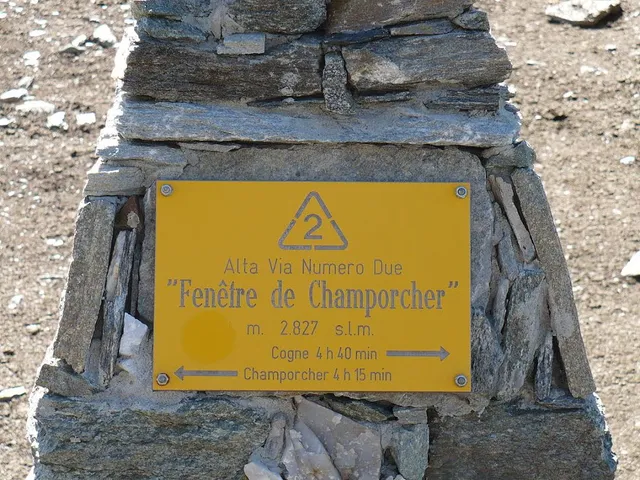 2
Alta Via Numero Due
"Fenêtre de Champorcher"
m. 2.827 s.l.m.
Cogne 4 h 40 min
Champorcher 4 h 15 min